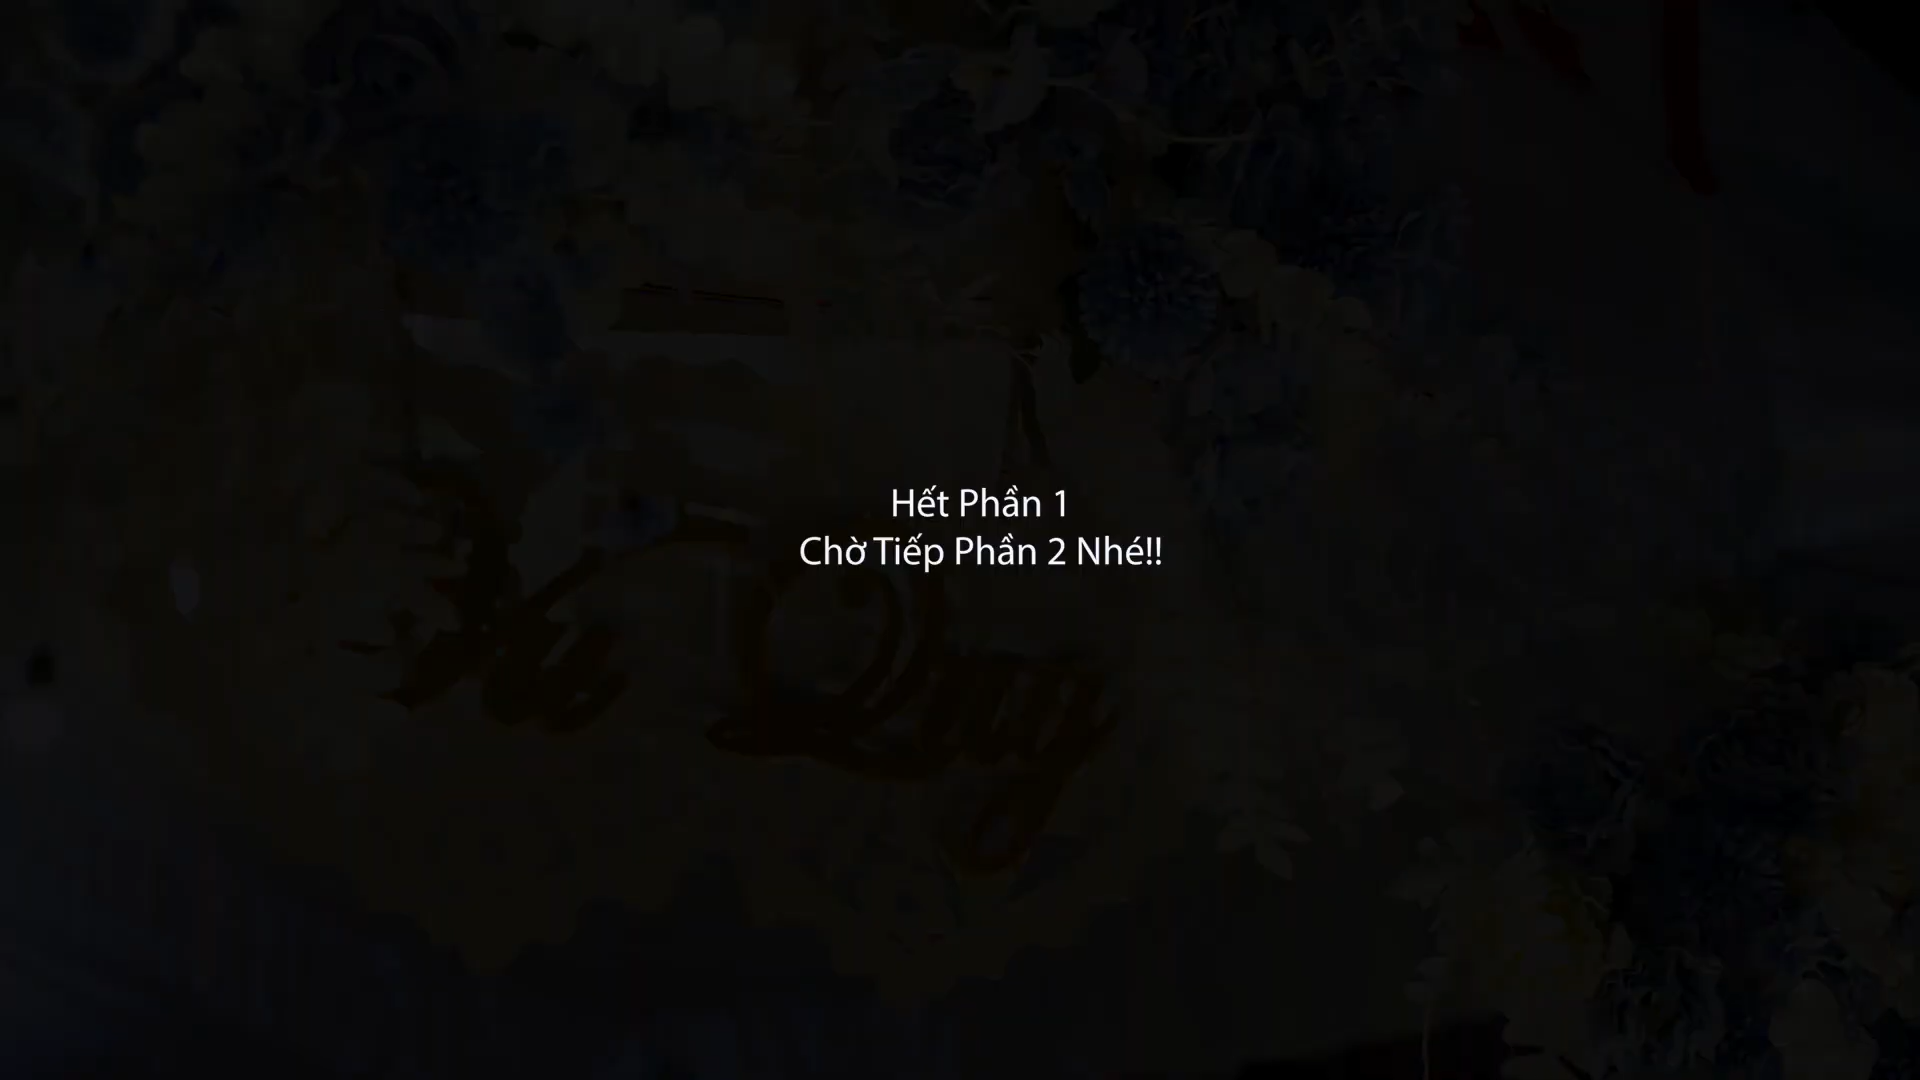 Hết Phần 1
Chờ Tiếp Phần 2 Nhé!!